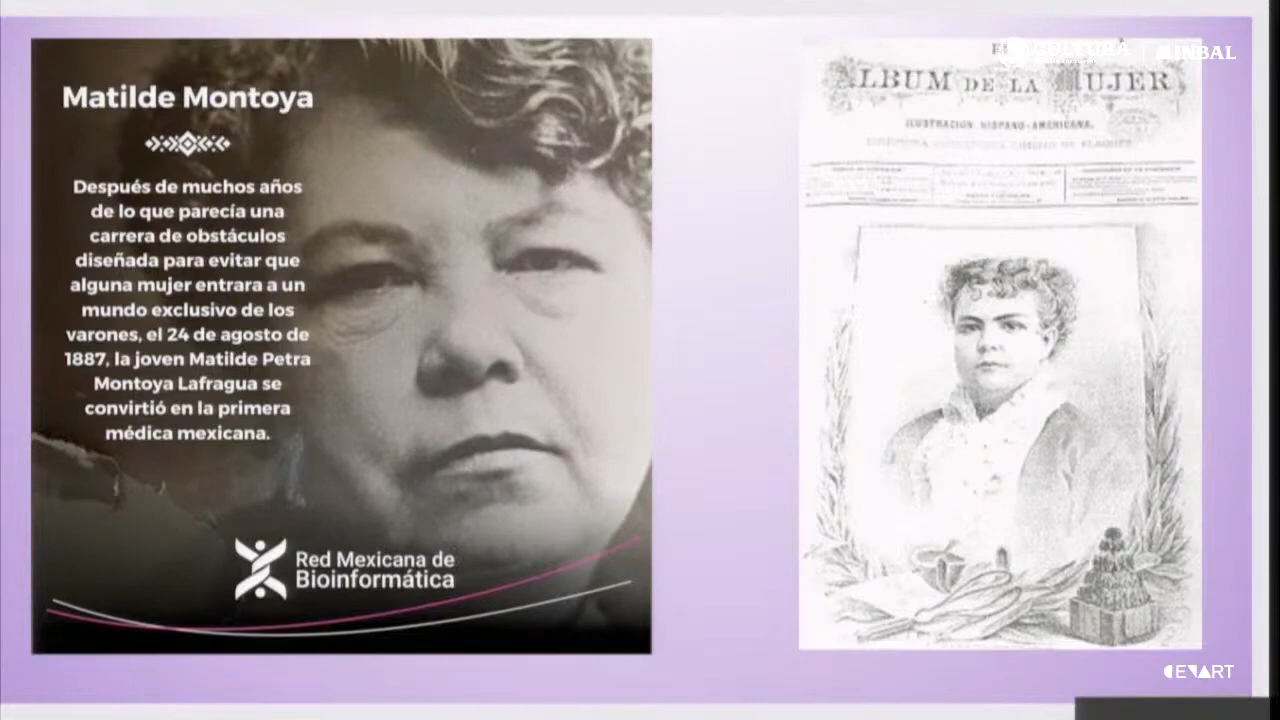 Matilde Montoya
Después de muchos años
de lo que parecía una
carrera de obstáculos
diseñada para evitar que
alguna mujer entrara a un
mundo exclusivo de los
varones, el 24 de agosto de
1887, la joven Matilde Petra
Montoya Lafragua se
convirtió en la primera
médica mexicana.
Red Mexicana de
Bioinformática
CULTURA
INBAL
ALBUM DE LA MUJER
ILUSTRACION HISPANO-AMERICANA.
CENART